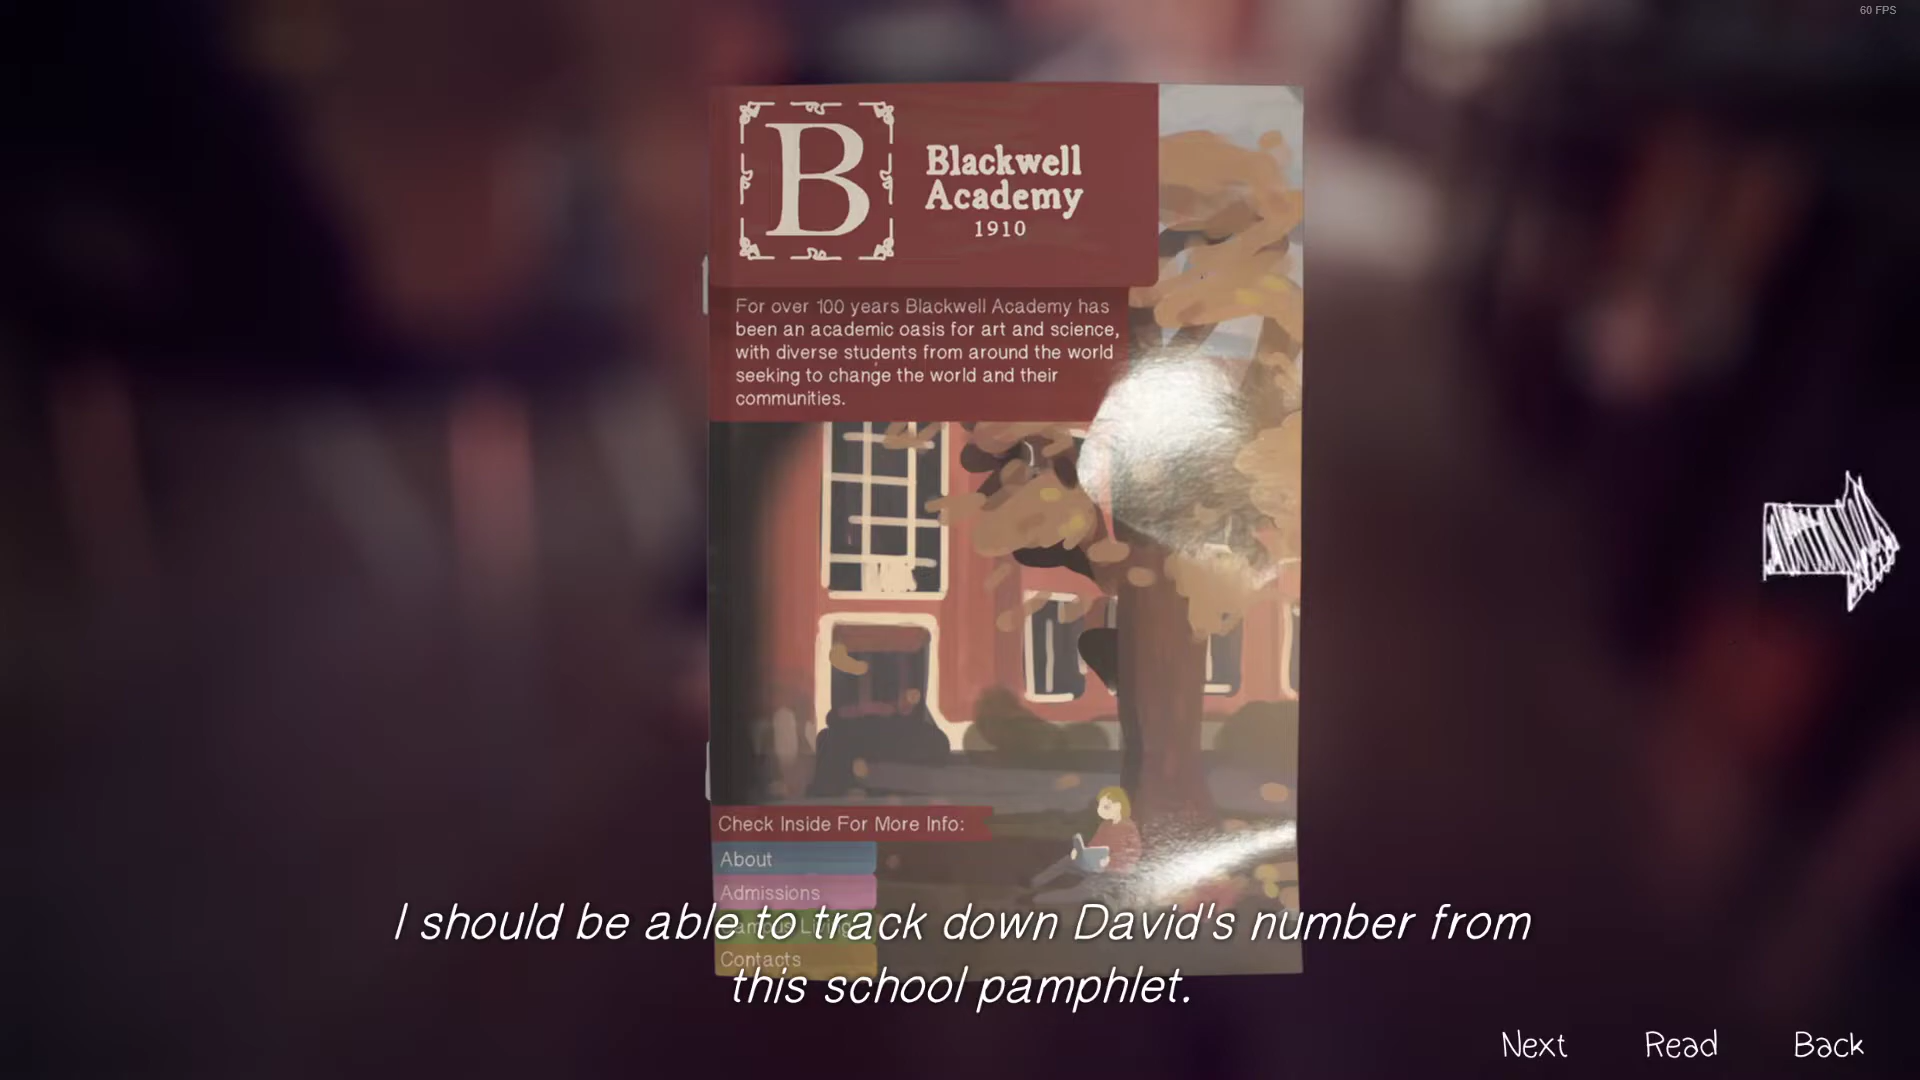 60 FPS
B
Blackwell
Academy
1910
For over 100 years Blackwell Academy has
been an academic oasis for art and science,
with diverse students from around the world
seeking to change the world and their
communities.
Check Inside For More Info:
About
Admissions
Campus Living
Contacts
I should be able to track down David's number from
this school pamphlet.
Next Read Back